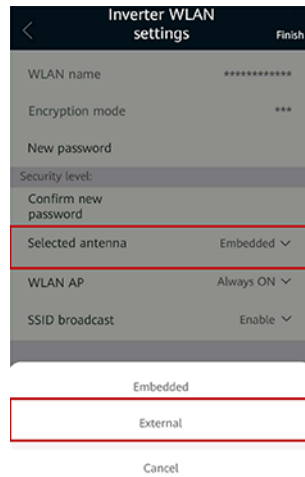 Inverter WLAN
settings
Finish
WLAN name ************
Encryption mode ***
New password
Security level:
Confirm new
password
Selected antenna Embedded
WLAN AP Always ON
SSID broadcast Enable
Embedded
External
Cancel